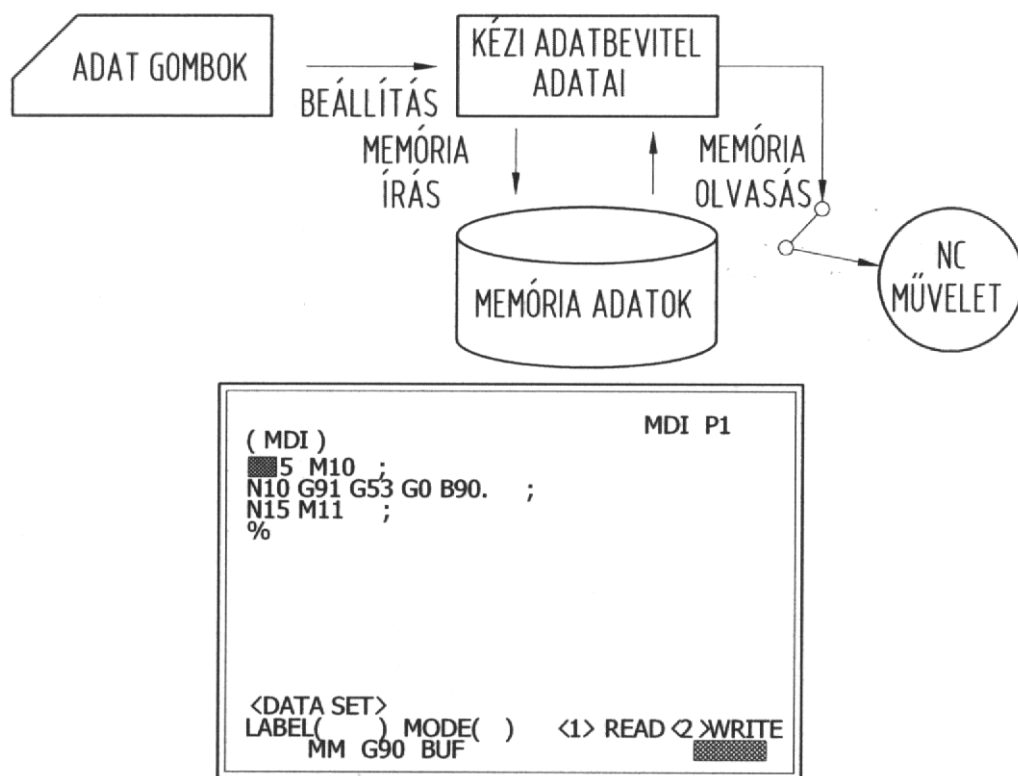 ADAT GOMBOK
BEÁLLÍTÁS
KÉZI ADATBEVITEL
ADATAI
MEMÓRIA
ÍRÁS
MEMÓRIA
OLVASÁS
MEMÓRIA ADATOK
NC
MŰVELET
MDI P1
( MDI )
5 M10 ;
N10 G91 G53 G0 B90. ;
N15 M11 ;
%
<DATA SET>
LABEL( ) MODE( ) <1> READ <2 >WRITE
MM G90 BUF